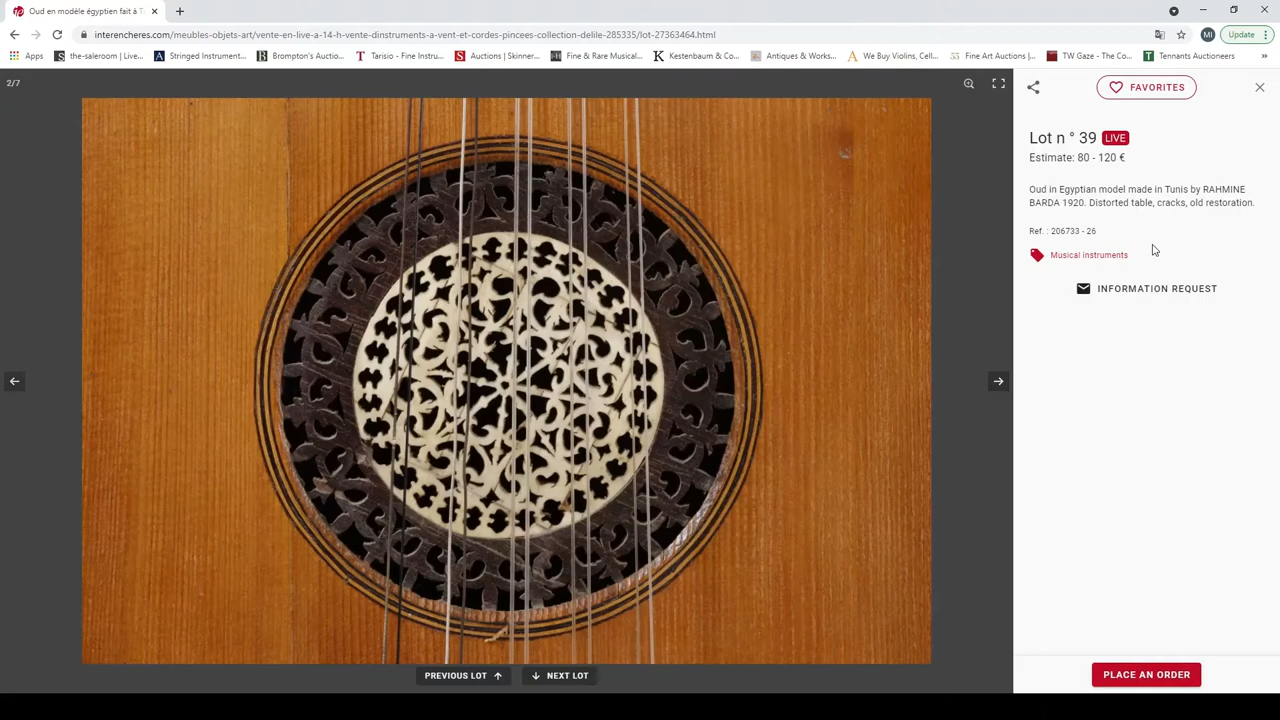 Oud en modèle égyptien fait à T
interencheres.com/meubles-objets-art/vente-en-live-a-14-h-vente-dinstruments-a-vent-et-cordes-pincees-collection-delile-285335/lot-27363464.html
MI
Update
Apps
the-saleroom | Live...
Stringed Instrument...
Brompton's Auction...
Tarisio - Fine Instru...
Auctions | Skinner...
Fine & Rare Musical...
Kestenbaum & Co...
Antiques & Works...
We Buy Violins, Cell...
Fine Art Auctions |...
TW Gaze - The Co...
Tennants Auctioneers
2/7
FAVORITES
Lot n ° 39 LIVE
Estimate: 80 - 120 €
Oud in Egyptian model made in Tunis by RAHMINE
BARDA 1920. Distorted table, cracks, old restoration.
Ref. : 206733 - 26
Musical instruments
INFORMATION REQUEST
PREVIOUS LOT
NEXT LOT
PLACE AN ORDER